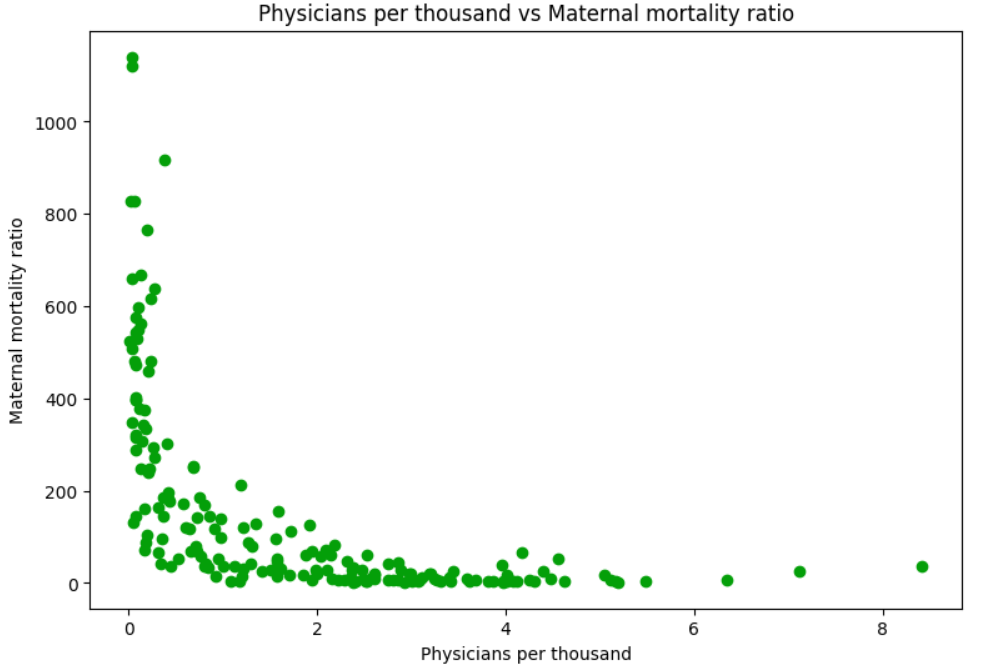 Physicians per thousand vs Maternal mortality ratio
Maternal mortality ratio
1000
800
600
400
200
0
0 2 4 6 8
Physicians per thousand